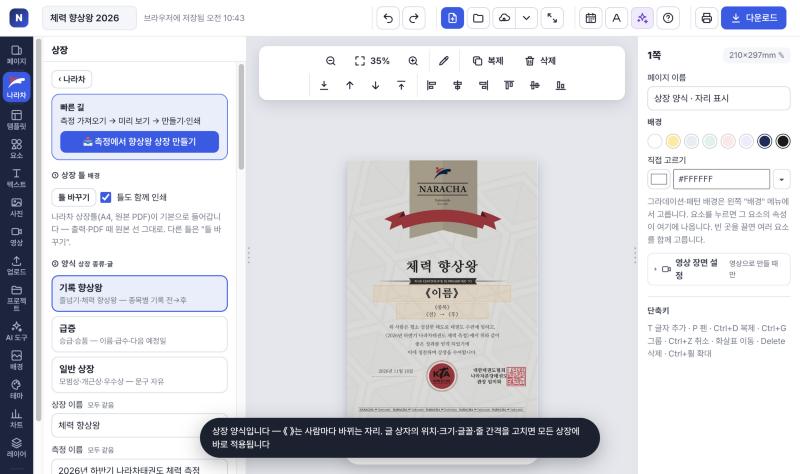 N
체력 향상왕 2026
브라우저에 저장됨 오전 10:43
다운로드
페이지
나라차
템플릿
요소
텍스트
사진
영상
업로드
프로젝트
AI 도구
배경
테마
차트
레이어
상장
‹ 나라차
빠른 길
측정 가져오기 → 미리 보기 → 만들기·인쇄
측정에서 향상왕 상장 만들기
① 상장 틀 배경
틀 바꾸기
틀도 함께 인쇄
나라차 상장틀(A4, 원본 PDF)이 기본으로 들어갑니
다 — 출력·PDF 때 원본 선 그대로. 다른 틀은 "틀 바
꾸기".
② 양식 상장 종류·글
기록 향상왕
줄넘기·체력 향상왕 — 종목별 기록 전→후
급증
승급·승품 — 이름·급수·다음 예정일
일반 상장
모범상·개근상·우수상 — 문구 자유
상장 이름 모두 같음
체력 향상왕
측정 이름 모두 같음
2026년 하반기 나라차태권도 체력 측정
35%
복제
삭제
NARACHA
체력 향상왕
《이름》
《종목》
《전》 → 《후》
2026년 11월 10일
KTA
상장 양식입니다 — 《 》는 사람마다 바뀌는 자리. 글 상자의 위치·크기·글꼴·줄 간격을 고치면 모든 상장에
바로 적용됩니다
1쪽
210×297mm
페이지 이름
상장 양식 · 자리 표시
배경
직접 고르기
#FFFFFF
그라데이션·패턴 배경은 왼쪽 "배경" 메뉴에
서 고릅니다. 요소를 누르면 그 요소의 속성
이 여기에 나옵니다. 빈 곳을 끌면 여러 요소
를 함께 고릅니다.
영상 장면 설정
영상으로 만들 때만
단축키
T 글자 추가 · P 펜 · Ctrl+D 복제 · Ctrl+G
그룹 · Ctrl+Z 취소 · 화살표 이동 · Delete
삭제 · Ctrl+휠 확대